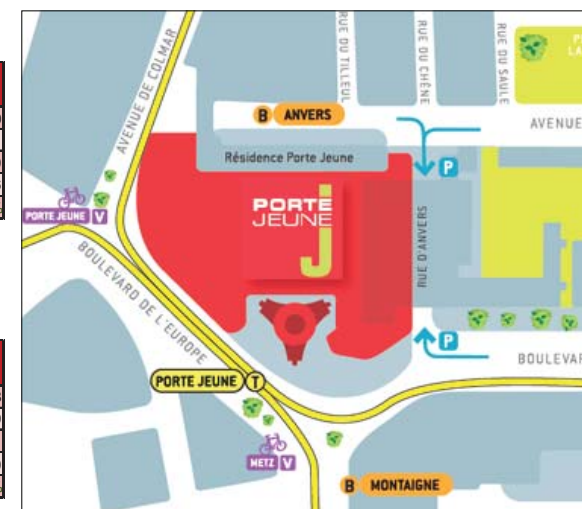 RUE DU TILLEUL
RUE DU CHÊNE
RUE DU SAULE
AVENUE DE COLMAR
B ANVERS
AVENUE
Résidence Porte Jeune
P
PORTE
JEUNE
J
PORTE JEUNE V
RUE D'ANVERS
BOULEVARD DE L'EUROPE
P
BOULEVAR
PORTE JEUNE T
METZ V
B MONTAIGNE